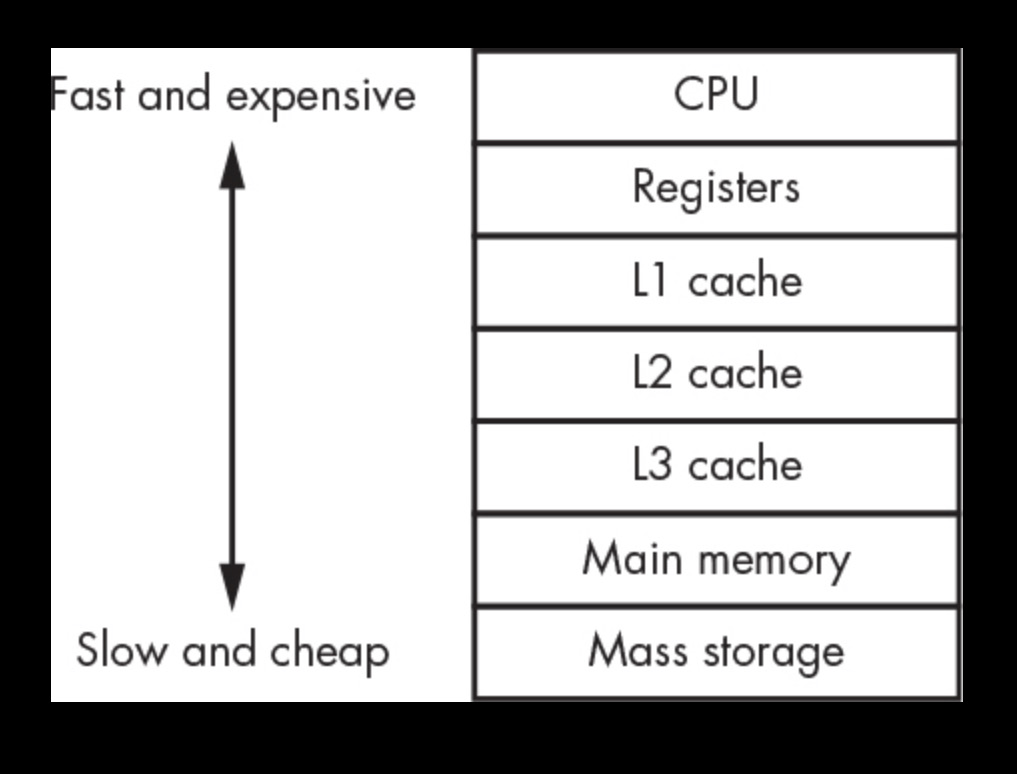 Fast and expensive
CPU
Registers
L1 cache
L2 cache
L3 cache
Main memory
Slow and cheap
Mass storage